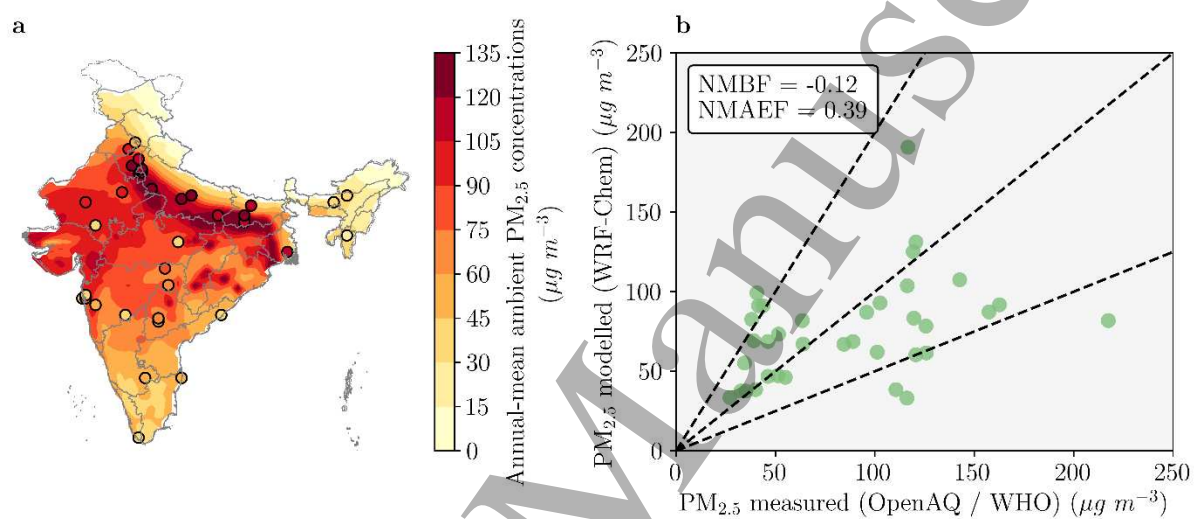 a
135
120
105
90
75
60
45
30
15
0
Annual-mean ambient PM2.5 concentrations
(μg m−3)
b
NMBF = -0.12
NMAEF = 0.39
250
200
150
100
50
0
PM2.5 modelled (WRF-Chem) (μg m−3)
0 50 100 150 200 250
PM2.5 measured (OpenAQ / WHO) (μg m−3)
Manus